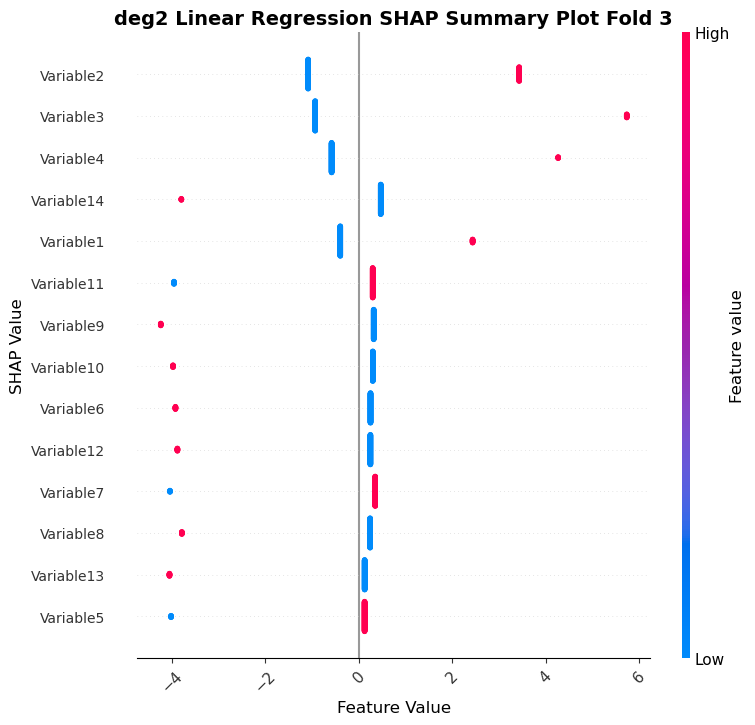 deg2 Linear Regression SHAP Summary Plot Fold 3
High
Variable2
Variable3
Variable4
Variable14
Variable1
Variable11
Variable9
Variable10
Variable6
Variable12
Variable7
Variable8
Variable13
Variable5
SHAP Value
Feature value
Low
−4
−2
0
2
4
6
Feature Value